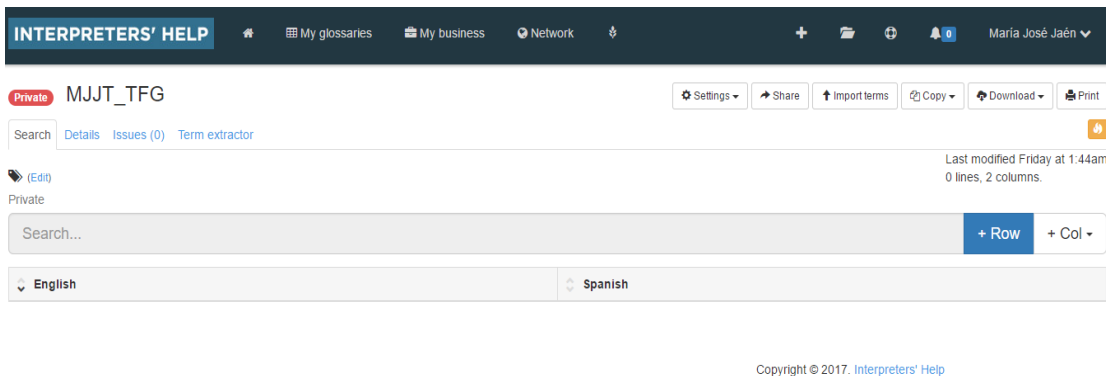 INTERPRETERS' HELP My glossaries My business Network 0 María José Jaén
Private MJJT_TFG Settings Share Import terms Copy Download Print
Search Details Issues (0) Term extractor
Last modified Friday at 1:44am
(Edit) 0 lines, 2 columns.
Private
Search... + Row + Col
English Spanish
Copyright © 2017. Interpreters' Help